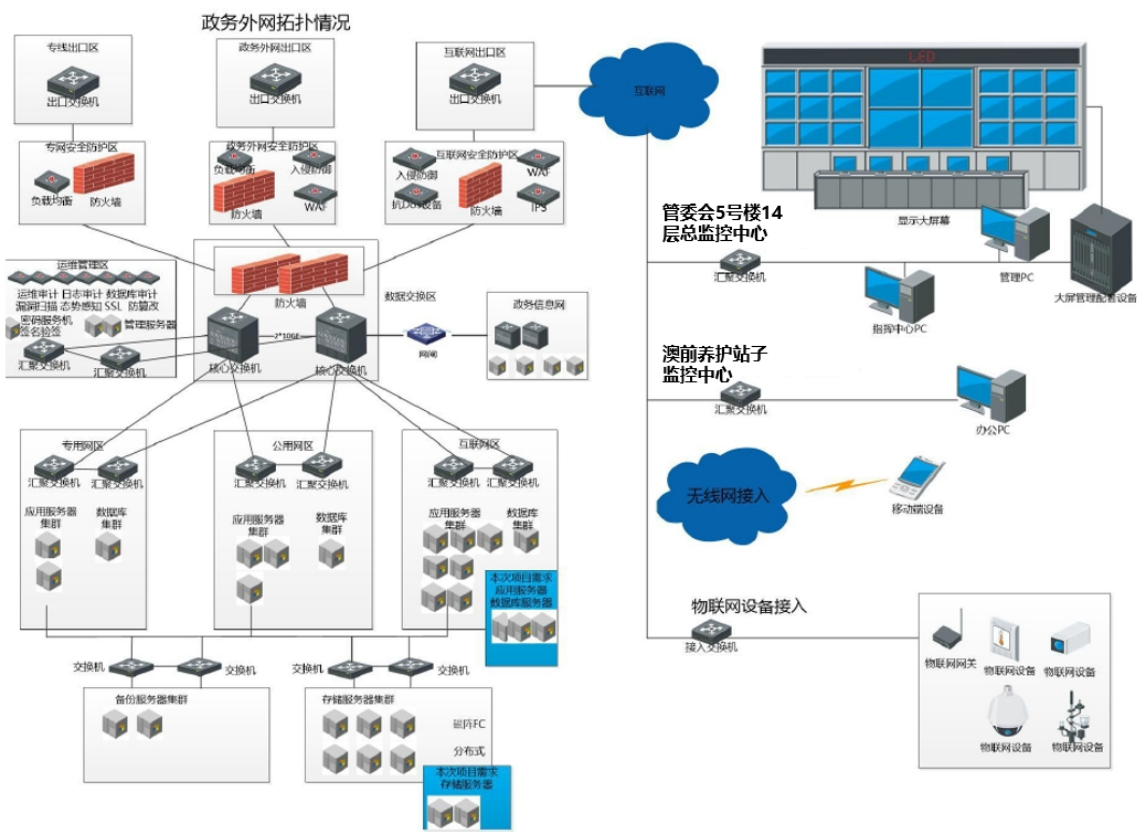 政务外网拓扑情况
专线出口区
出口交换机
政务外网出口区
出口交换机
互联网出口区
出口交换机
互联网
LED
显示大屏幕
专网安全防护区
负载均衡
防火墙
政务外网安全防护区
负载均衡
入侵防御
防火墙
WAF
互联网安全防护区
入侵防御
WAF
抗DOS设备
防火墙
IPS
管委会5号楼14
层总监控中心
汇聚交换机
管理PC
大屏管理配置设备
指挥中心PC
运维管理区
运维审计 日志审计 数据库审计
漏洞扫描 态势感知 SSL 防篡改
密码服务机
签名验签
管理服务器
汇聚交换机
汇聚交换机
防火墙
数据交换区
2*10GE
核心交换机
核心交换机
网闸
政务信息网
澳前养护站子
监控中心
汇聚交换机
办公PC
专用网区
汇聚交换机
汇聚交换机
应用服务器
集群
数据库
集群
公用网区
汇聚交换机
汇聚交换机
应用服务器
集群
数据库
集群
互联网区
汇聚交换机
汇聚交换机
应用服务器
集群
数据库
集群
本次项目需求
应用服务器
数据库服务器
无线网接入
移动端设备
交换机
交换机
交换机
交换机
备份服务器集群
存储服务器集群
磁阵FC
分布式
本次项目需求
存储服务器
物联网设备接入
接入交换机
物联网网关
物联网设备
物联网设备
物联网设备
物联网设备